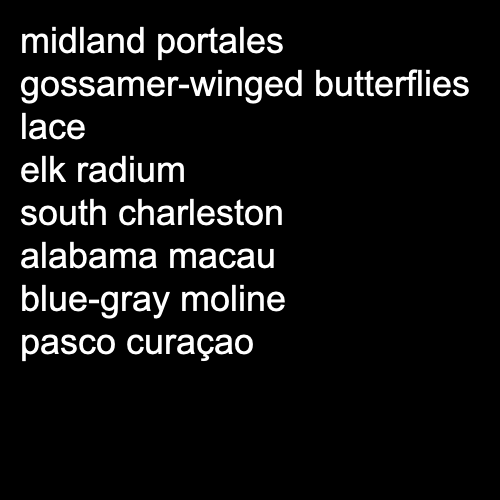 midland portales
gossamer-winged butterflies
lace
elk radium
south charleston
alabama macau
blue-gray moline
pasco curaçao